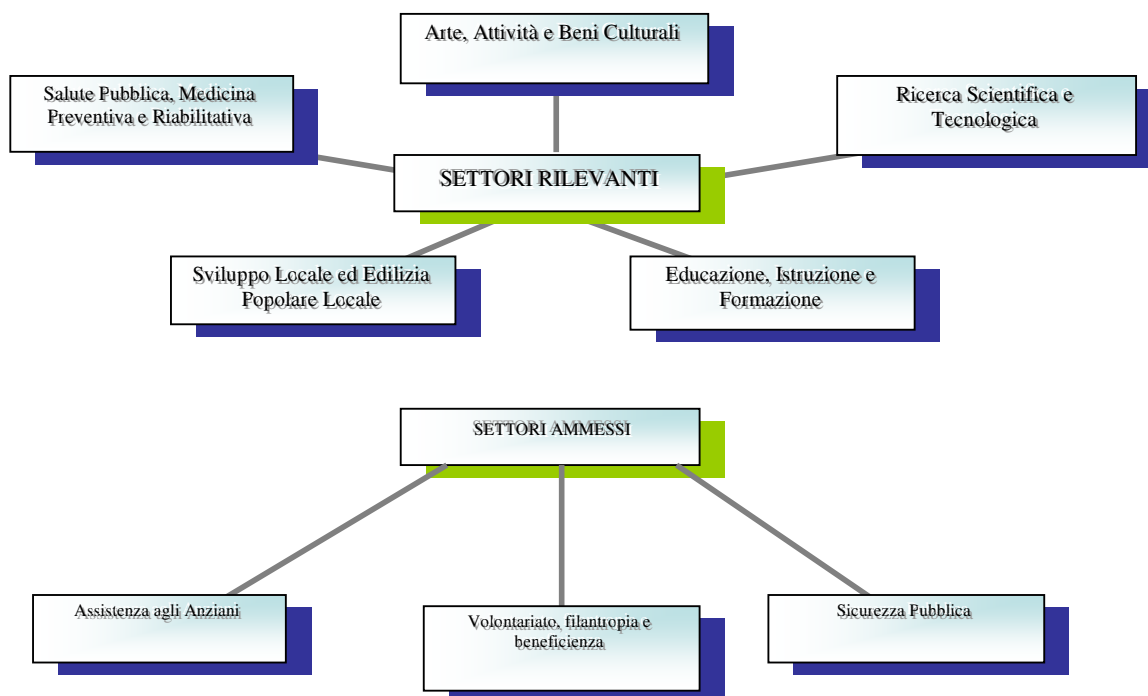 Arte, Attività e Beni Culturali
Salute Pubblica, Medicina
Preventiva e Riabilitativa
Ricerca Scientifica e
Tecnologica
SETTORI RILEVANTI
Sviluppo Locale ed Edilizia
Popolare Locale
Educazione, Istruzione e
Formazione
SETTORI AMMESSI
Assistenza agli Anziani
Volontariato, filantropia e
beneficienza
Sicurezza Pubblica